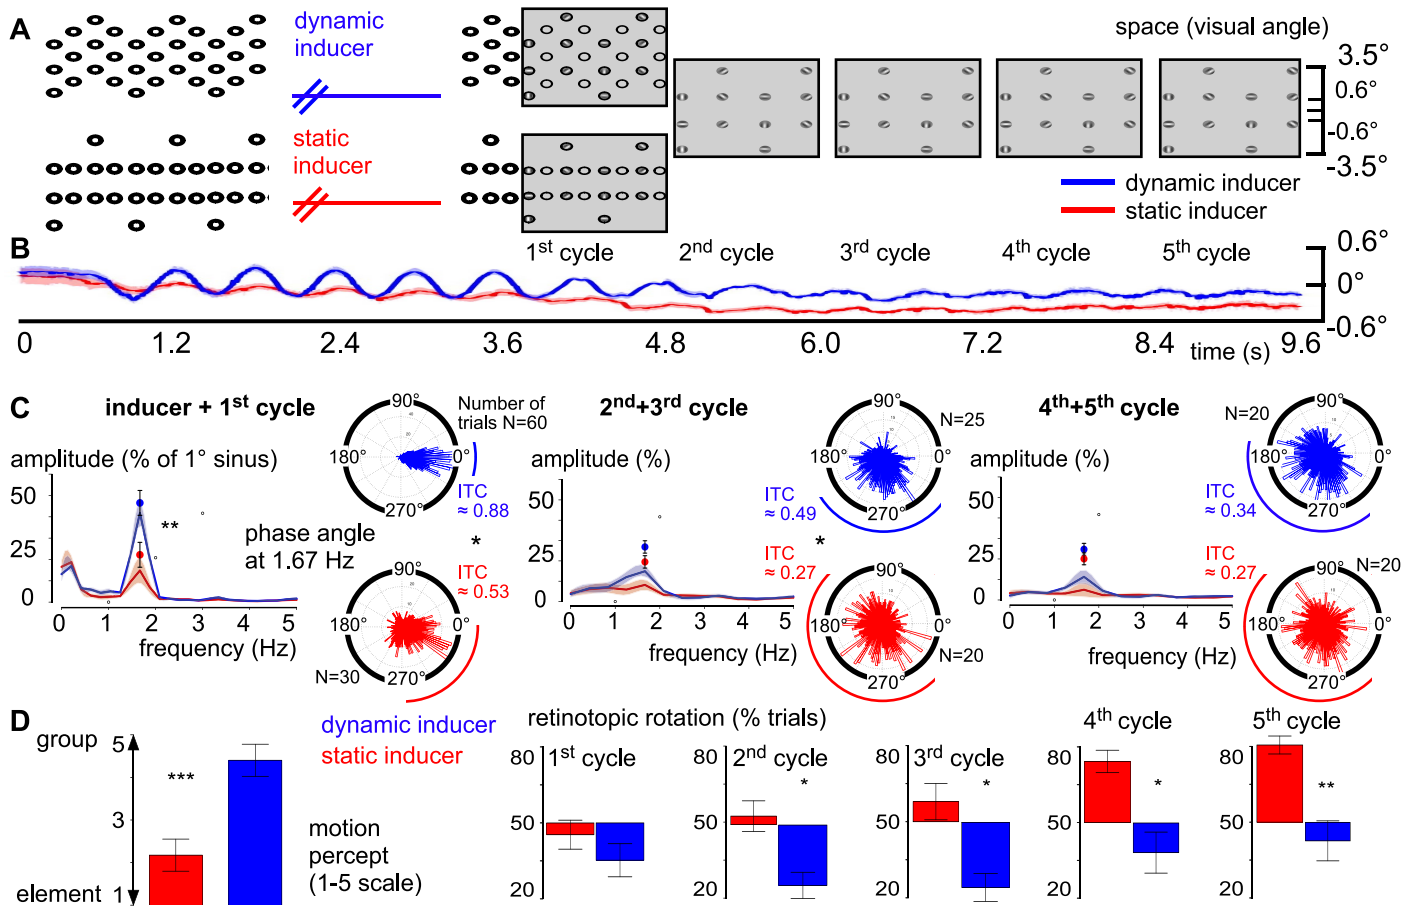 A
dynamic
inducer
static
inducer
space (visual angle)
3.5°
0.6°
-0.6°
-3.5°
dynamic inducer
static inducer
B
1st cycle
2nd cycle
3rd cycle
4th cycle
5th cycle
0.6°
0°
-0.6°
0
1.2
2.4
3.6
4.8
6.0
7.2
8.4
time (s)
9.6
C
inducer + 1st cycle
amplitude (% of 1° sinus)
50
25
0
0
1
2
3
4
5
frequency (Hz)
**
phase angle
at 1.67 Hz
Number of
trials N=60
90°
180°
0°
270°
ITC
≈ 0.88
*
ITC
≈ 0.53
90°
180°
0°
270°
N=30
2nd+3rd cycle
amplitude (%)
50
25
0
0
1
2
3
4
5
frequency (Hz)
N=25
90°
180°
0°
270°
ITC
≈ 0.49
*
ITC
≈ 0.27
90°
180°
0°
270°
N=20
4th+5th cycle
amplitude (%)
50
25
0
0
1
2
3
4
5
frequency (Hz)
N=20
90°
180°
0°
270°
ITC
≈ 0.34
ITC
≈ 0.27
N=20
90°
180°
0°
270°
D
group
element
5
3
1
***
dynamic inducer
static inducer
motion
percept
(1-5 scale)
retinotopic rotation (% trials)
80
50
20
1st cycle
80
50
20
2nd cycle
*
80
50
20
3rd cycle
*
4th cycle
80
50
20
*
5th cycle
80
50
20
**